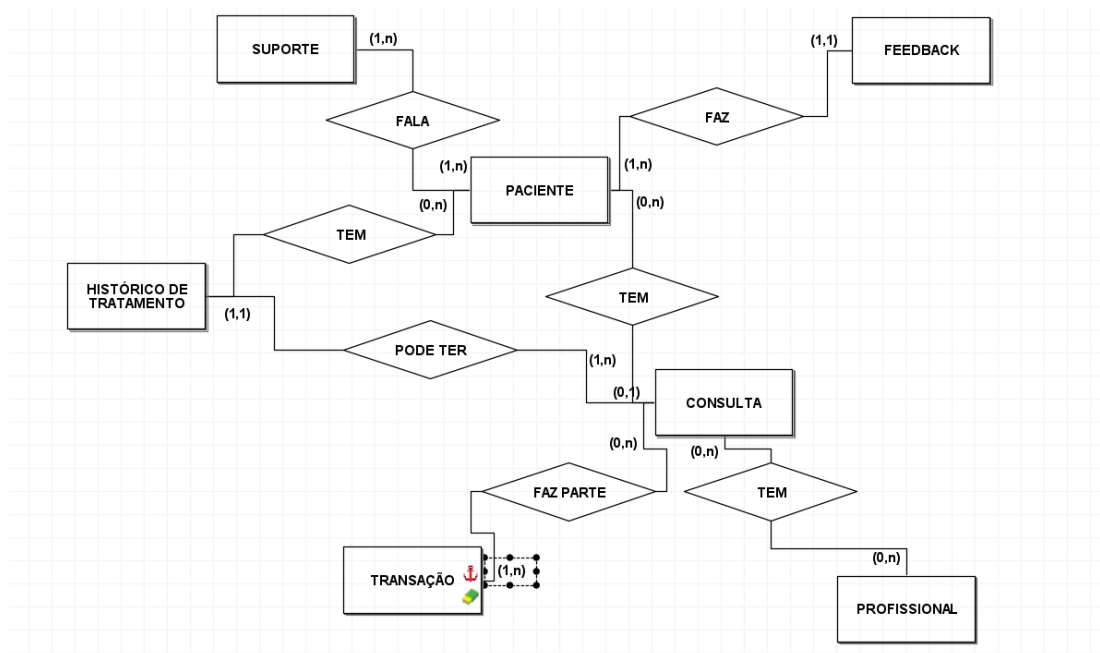 SUPORTE
(1,n)
(1,1)
FEEDBACK
FALA
FAZ
(1,n)
PACIENTE
(1,n)
(0,n)
(0,n)
TEM
HISTÓRICO DE
TRATAMENTO
(1,1)
TEM
PODE TER
(1,n)
(0,1)
CONSULTA
(0,n)
(0,n)
FAZ PARTE
TEM
TRANSAÇÃO
(1,n)
(0,n)
PROFISSIONAL